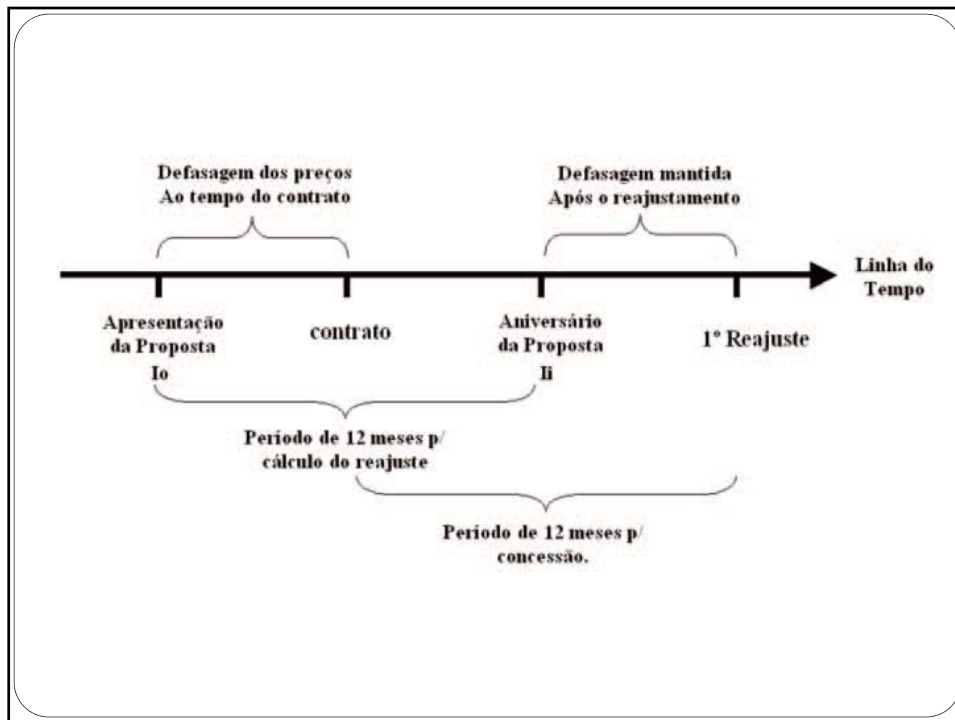 Defasagem dos preços
Ao tempo do contrato
Defasagem mantida
Após o reajustamento
Linha do
Tempo
Apresentação
da Proposta
Io
contrato
Aniversário
da Proposta
Ii
1º Reajuste
Período de 12 meses p/
cálculo do reajuste
Período de 12 meses p/
concessão.